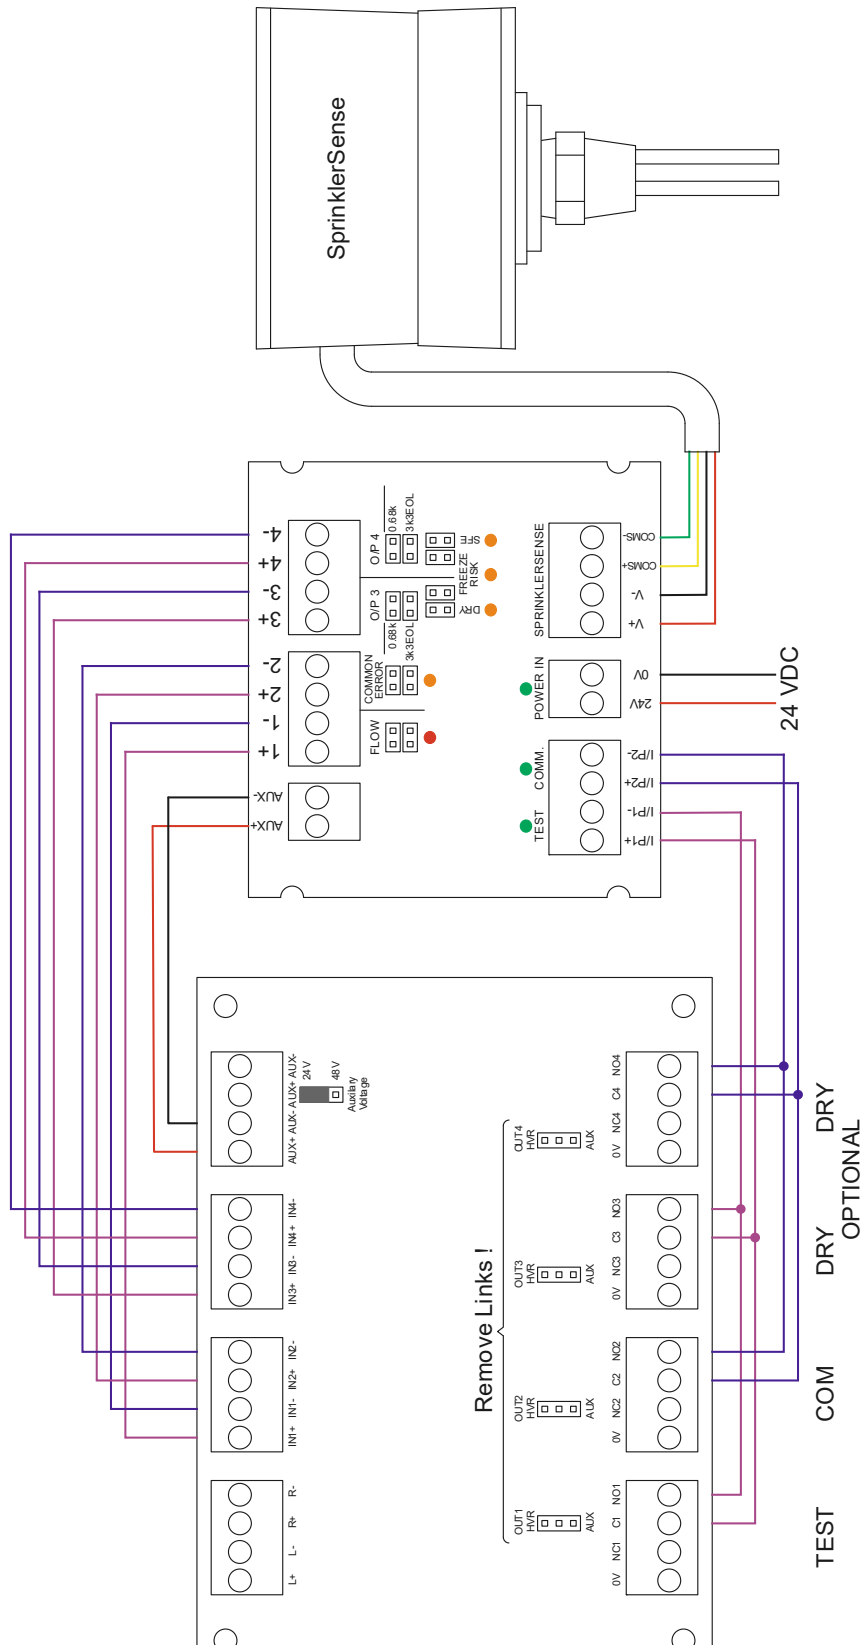 SprinklerSense
4-
4+
3-
3+
2-
2+
1-
1+
AUX-
AUX+
O/P 4
0.68k
3k3EOL
O/P 3
0.68k
3k3EOL
SFE
FREEZE
RISK
DRY
COMMON
ERROR
FLOW
SPRINKLERSENSE
COMS-
COMS+
V-
V+
POWER IN
0V
24V
COMM.
TEST
I/P2-
I/P2+
I/P1-
I/P1+
24 VDC
AUX+ AUX- AUX+ AUX-
24V
48V
Auxiliary
Voltage
IN3+ IN3- IN4+ IN4-
IN1+ IN1- IN2+ IN2-
L+ L- R+ R-
Remove Links !
OUT4
HVR
AUX
OUT3
HVR
AUX
OUT2
HVR
AUX
OUT1
HVR
AUX
0V NC4 C4 NO4
0V NC3 C3 NO3
0V NC2 C2 NO2
0V NC1 C1 NO1
TEST
COM
DRY
DRY
OPTIONAL